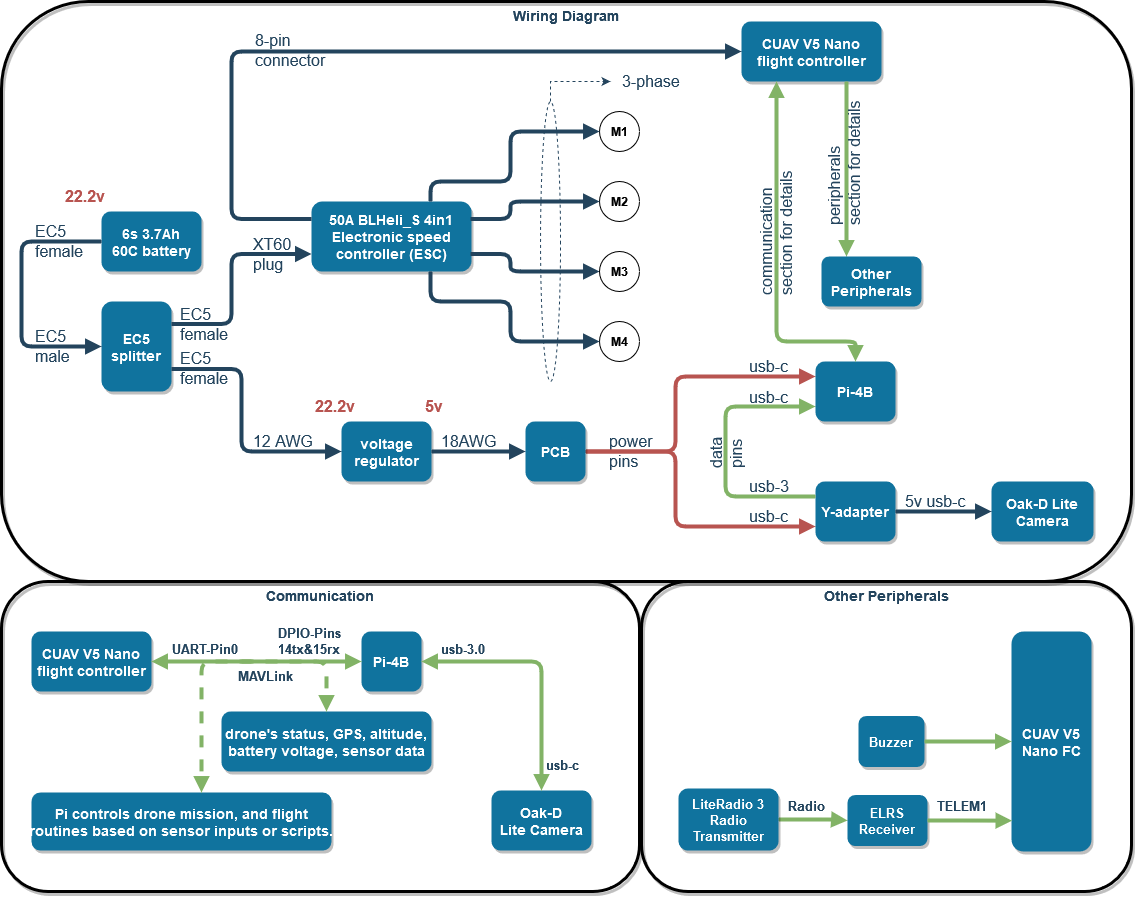 Wiring Diagram
8-pin
connector
CUAV V5 Nano
flight controller
3-phase
M1
M2
M3
M4
22.2v
6s 3.7Ah
60C battery
EC5
female
EC5
male
EC5
splitter
EC5
female
EC5
female
XT60
plug
50A BLHeli_S 4in1
Electronic speed
controller (ESC)
communication
section for details
peripherals
section for details
Other
Peripherals
22.2v
12 AWG
voltage
regulator
5v
18AWG
PCB
power
pins
usb-c
usb-c
Pi-4B
data
pins
usb-3
usb-c
Y-adapter
5v usb-c
Oak-D Lite
Camera
Communication
CUAV V5 Nano
flight controller
UART-Pin0
DPIO-Pins
14tx&15rx
MAVLink
Pi-4B
usb-3.0
drone's status, GPS, altitude,
battery voltage, sensor data
usb-c
Pi controls drone mission, and flight
routines based on sensor inputs or scripts.
Oak-D
Lite Camera
Other Peripherals
Buzzer
CUAV V5
Nano FC
LiteRadio 3
Radio
Transmitter
Radio
ELRS
Receiver
TELEM1